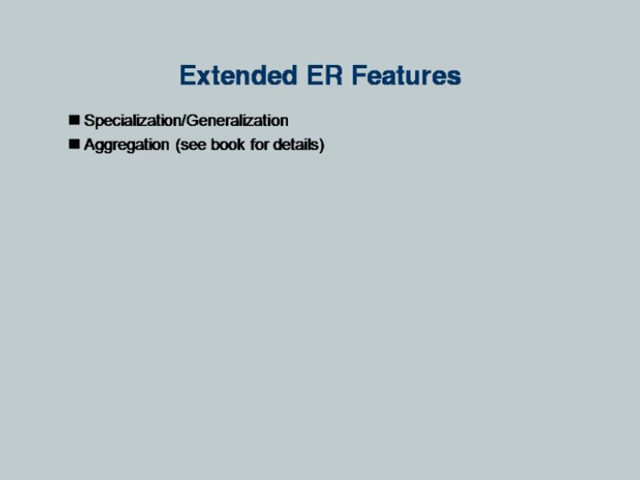 Extended ER Features
■ Specialization/Generalization
■ Aggregation (see book for details)